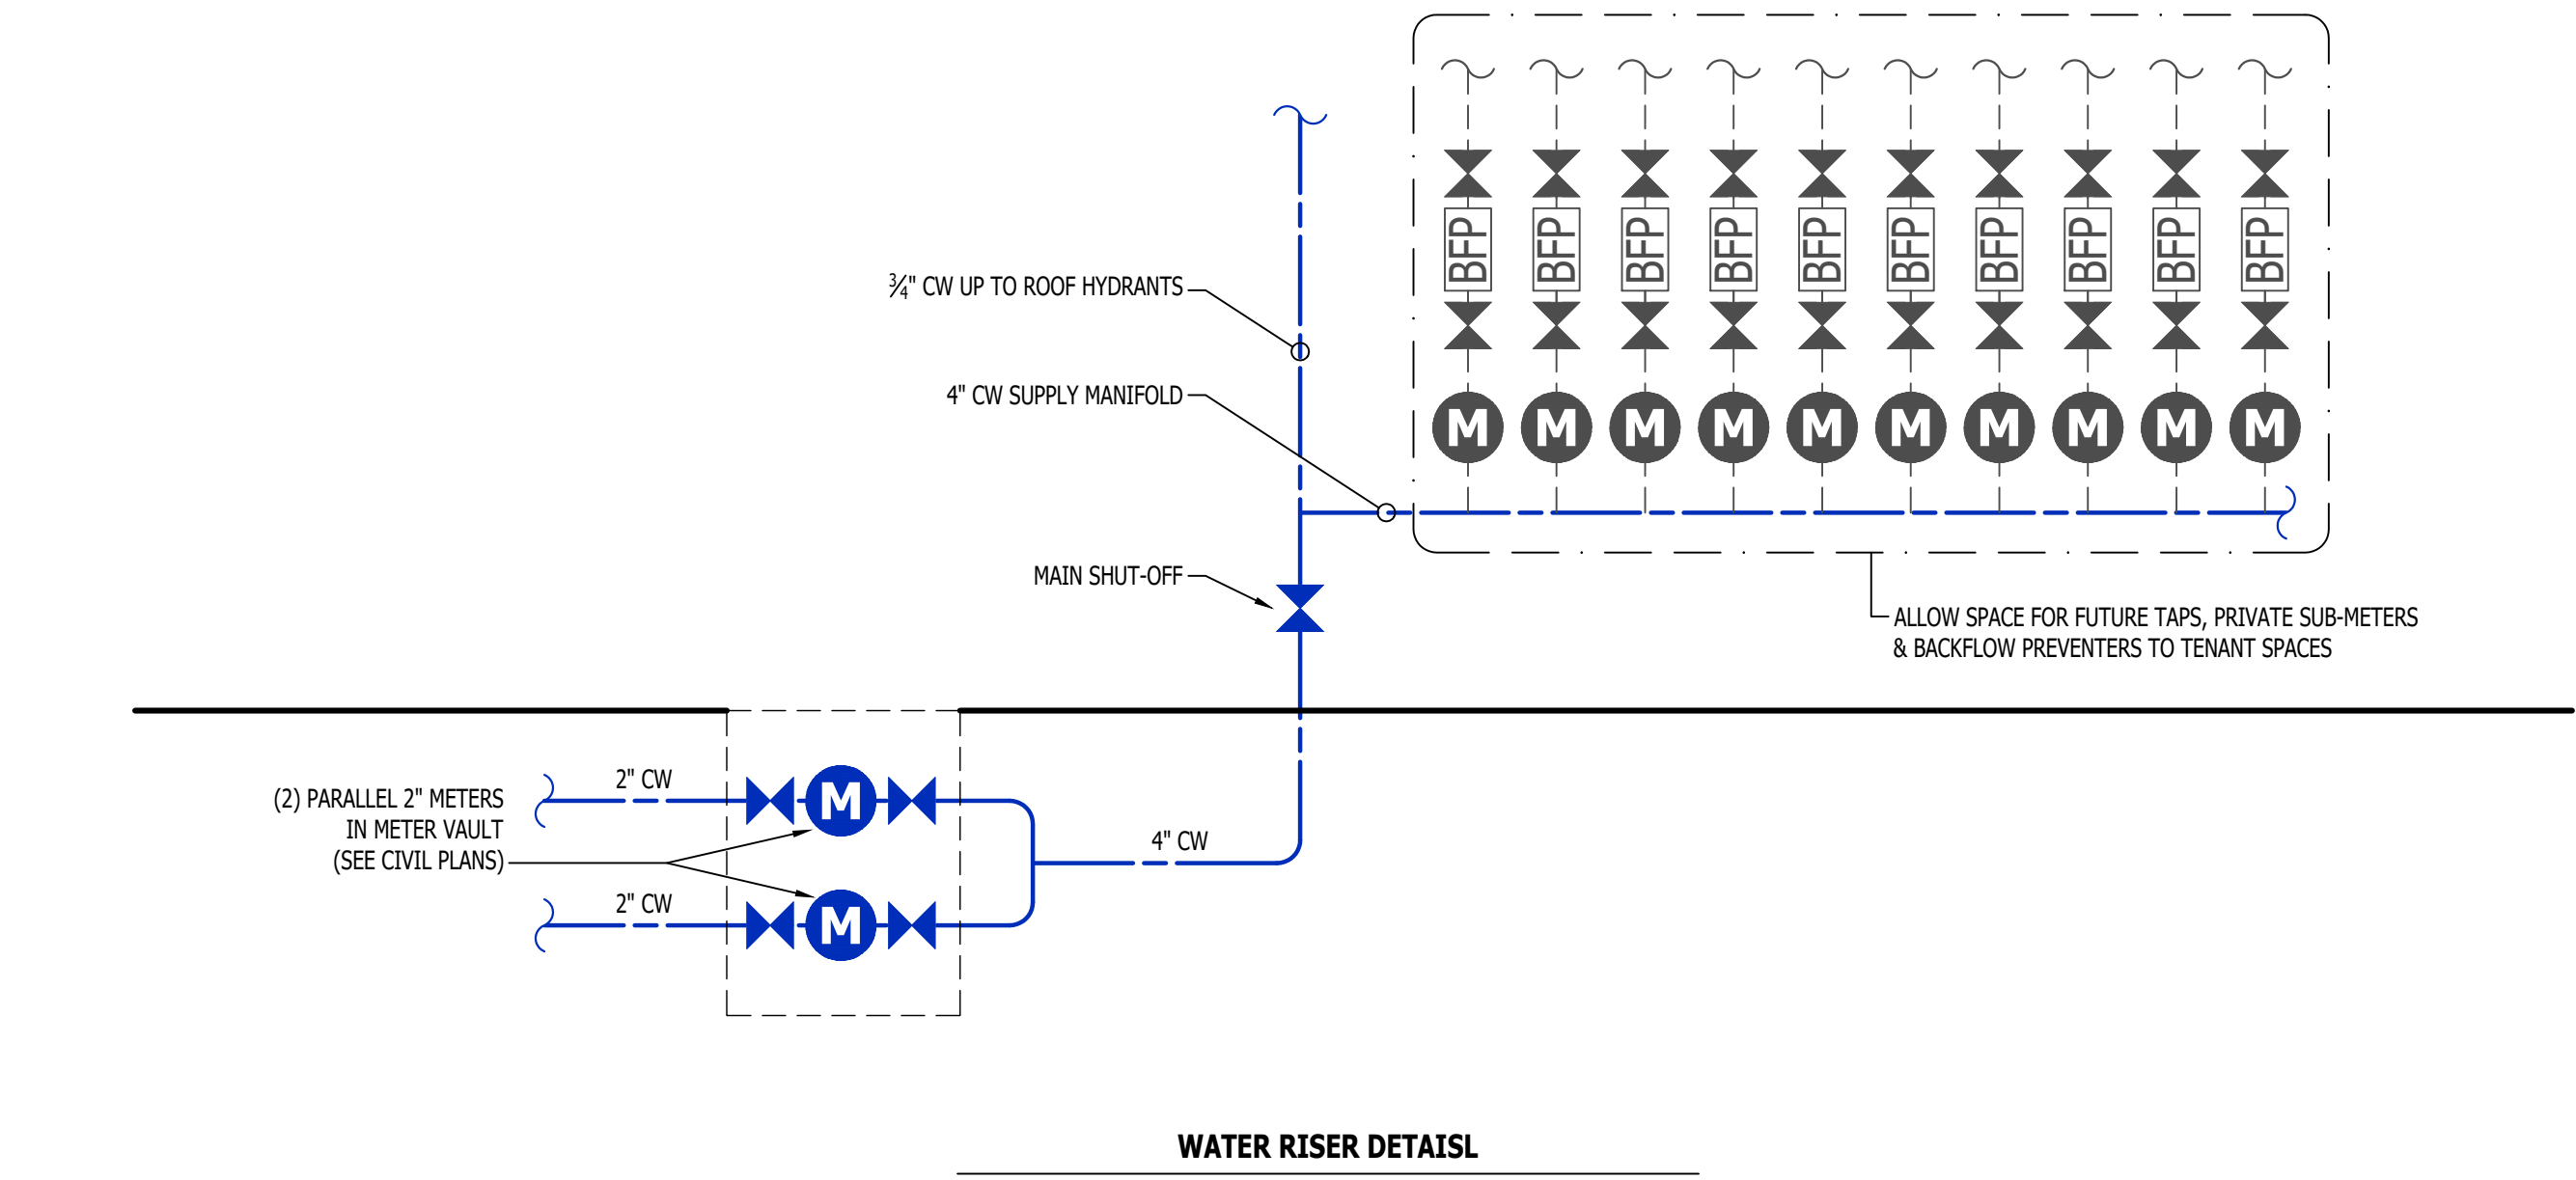 BFP BFP BFP BFP BFP BFP BFP BFP BFP BFP
¾" CW UP TO ROOF HYDRANTS
4" CW SUPPLY MANIFOLD
M M M M M M M M M M
MAIN SHUT-OFF
ALLOW SPACE FOR FUTURE TAPS, PRIVATE SUB-METERS
& BACKFLOW PREVENTERS TO TENANT SPACES
2" CW
M
(2) PARALLEL 2" METERS
IN METER VAULT
(SEE CIVIL PLANS)
4" CW
2" CW
M
WATER RISER DETAISL